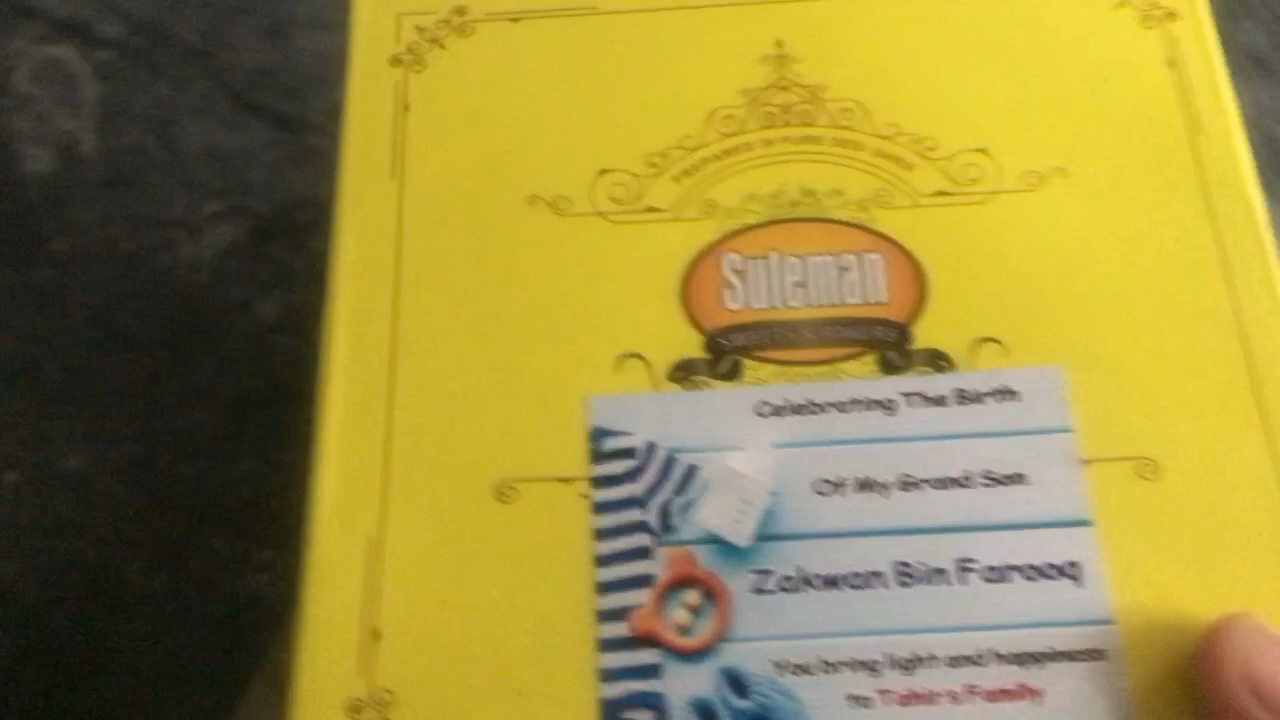 Suleman
Celebrating The Birth
Of My Grand Son
Zakwan Bin Farooq
You bring light and happiness
to Tahir's Family